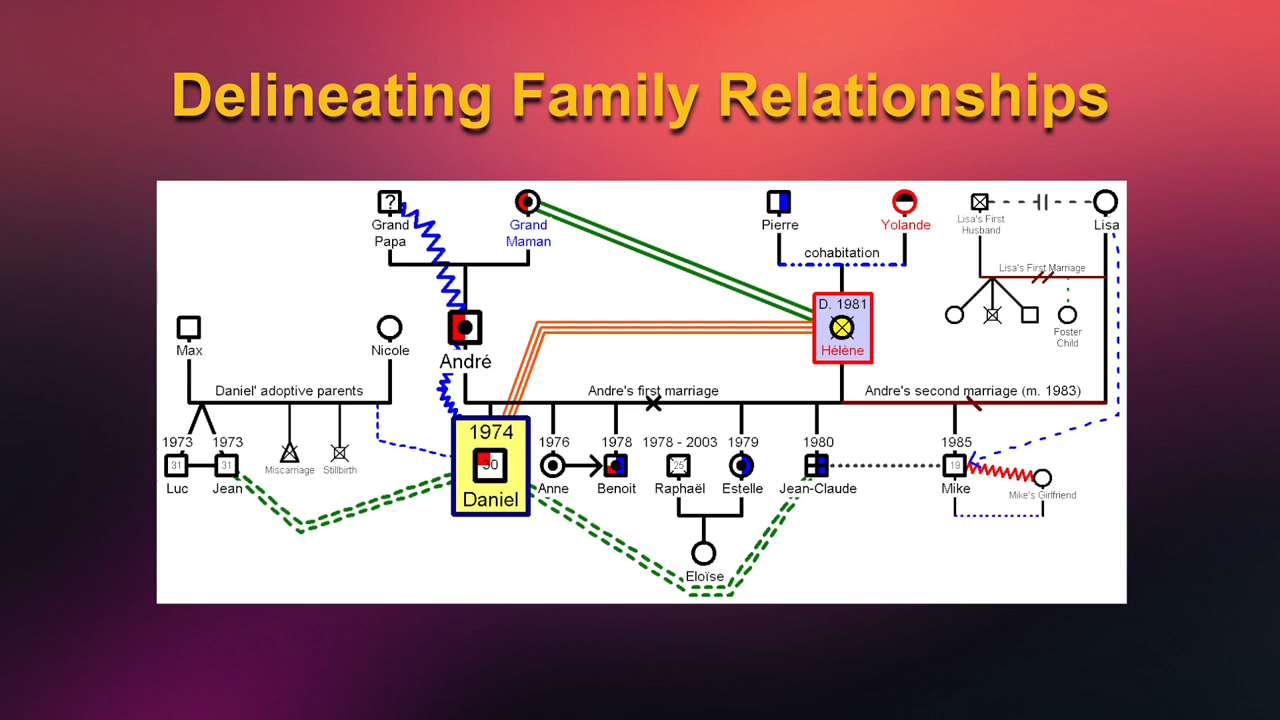 Delineating Family Relationships
?
Grand
Papa
Grand
Maman
Pierre
Yolande
Lisa's First
Husband
Lisa
cohabitation
Lisa's First Marriage
D. 1981
Hélène
Foster
Child
Max
Nicole
André
Daniel' adoptive parents
Andre's first marriage
Andre's second marriage (m. 1983)
1973
1973
1974
1976
1978
1978 - 2003
1979
1980
1985
31
31
30
25
19
Miscarriage
Stillbirth
Luc
Jean
Daniel
Anne
Benoit
Raphaël
Estelle
Jean-Claude
Mike
Mike's Girlfriend
Eloïse